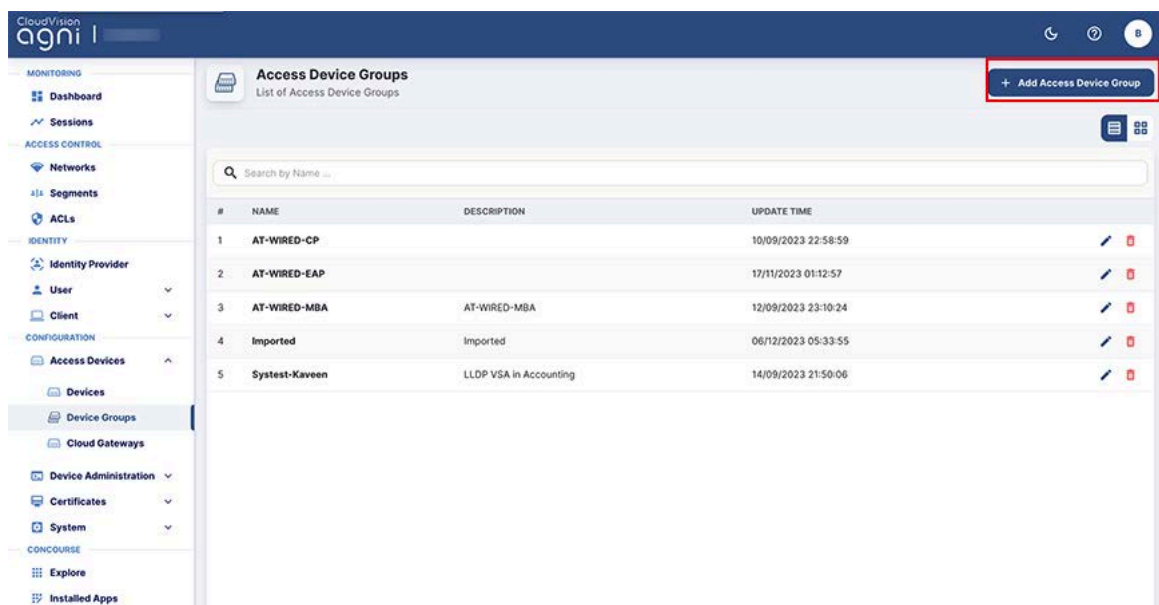 CloudVision
agni
B
MONITORING
Dashboard
Sessions
ACCESS CONTROL
Networks
Segments
ACLs
IDENTITY
Identity Provider
User
Client
CONFIGURATION
Access Devices
Devices
Device Groups
Cloud Gateways
Device Administration
Certificates
System
CONCOURSE
Explore
Installed Apps
Access Device Groups
List of Access Device Groups
+ Add Access Device Group
Search by Name ...
# NAME DESCRIPTION UPDATE TIME
1 AT-WIRED-CP 10/09/2023 22:58:59
2 AT-WIRED-EAP 17/11/2023 01:12:57
3 AT-WIRED-MBA AT-WIRED-MBA 12/09/2023 23:10:24
4 Imported Imported 06/12/2023 05:33:55
5 Systest-Kaveen LLDP VSA in Accounting 14/09/2023 21:50:06